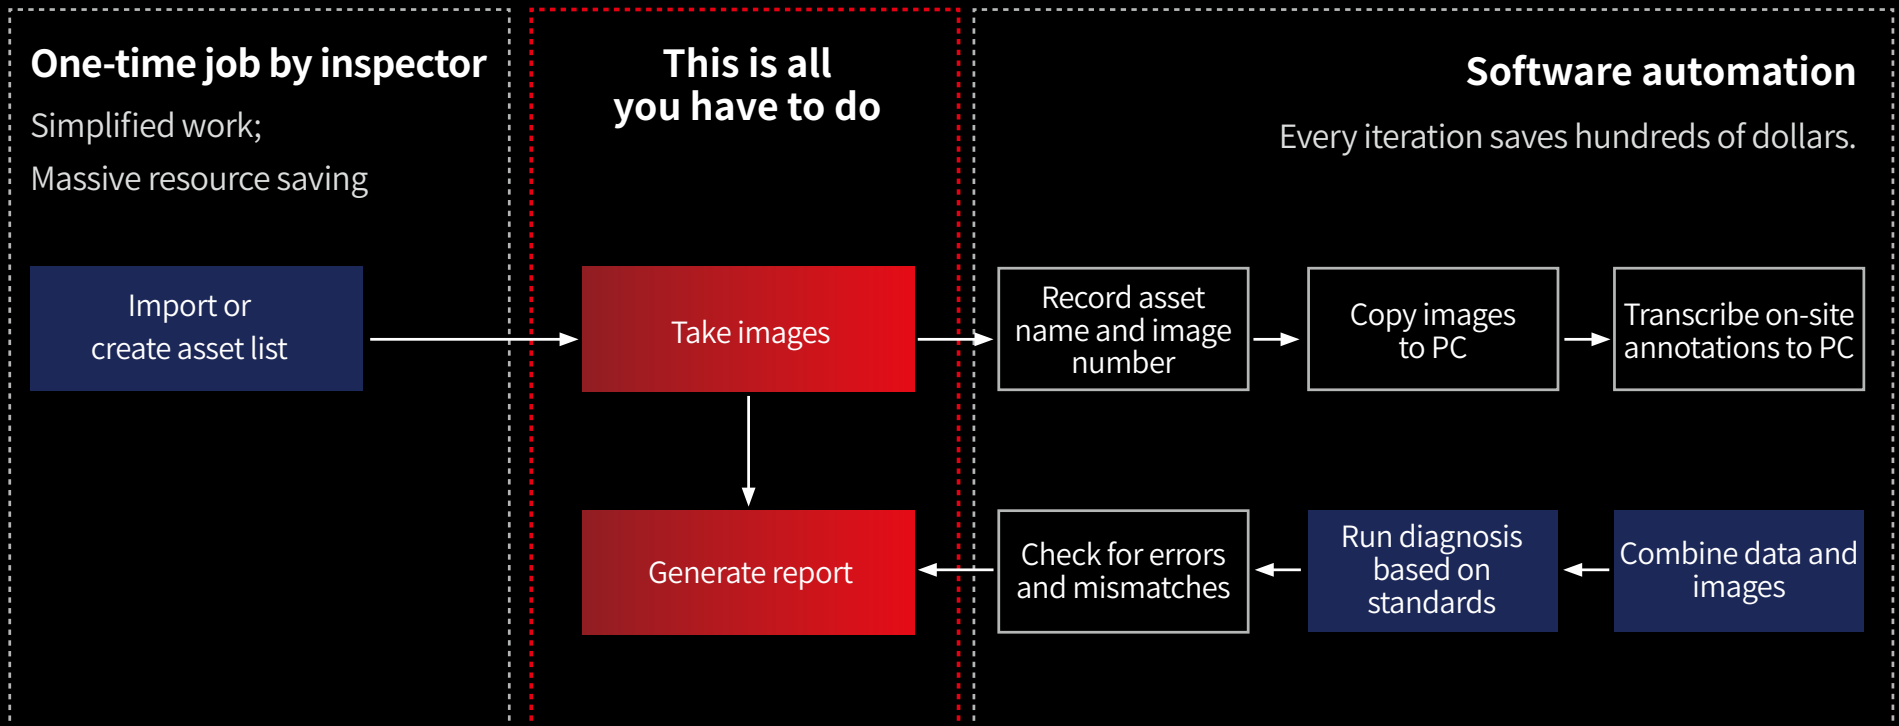 One-time job by inspector
Simplified work;
Massive resource saving
This is all
you have to do
Software automation
Every iteration saves hundreds of dollars.
Import or
create asset list
Take images
Record asset
name and image
number
Copy images
to PC
Transcribe on-site
annotations to PC
Generate report
Check for errors
and mismatches
Run diagnosis
based on
standards
Combine data and
images